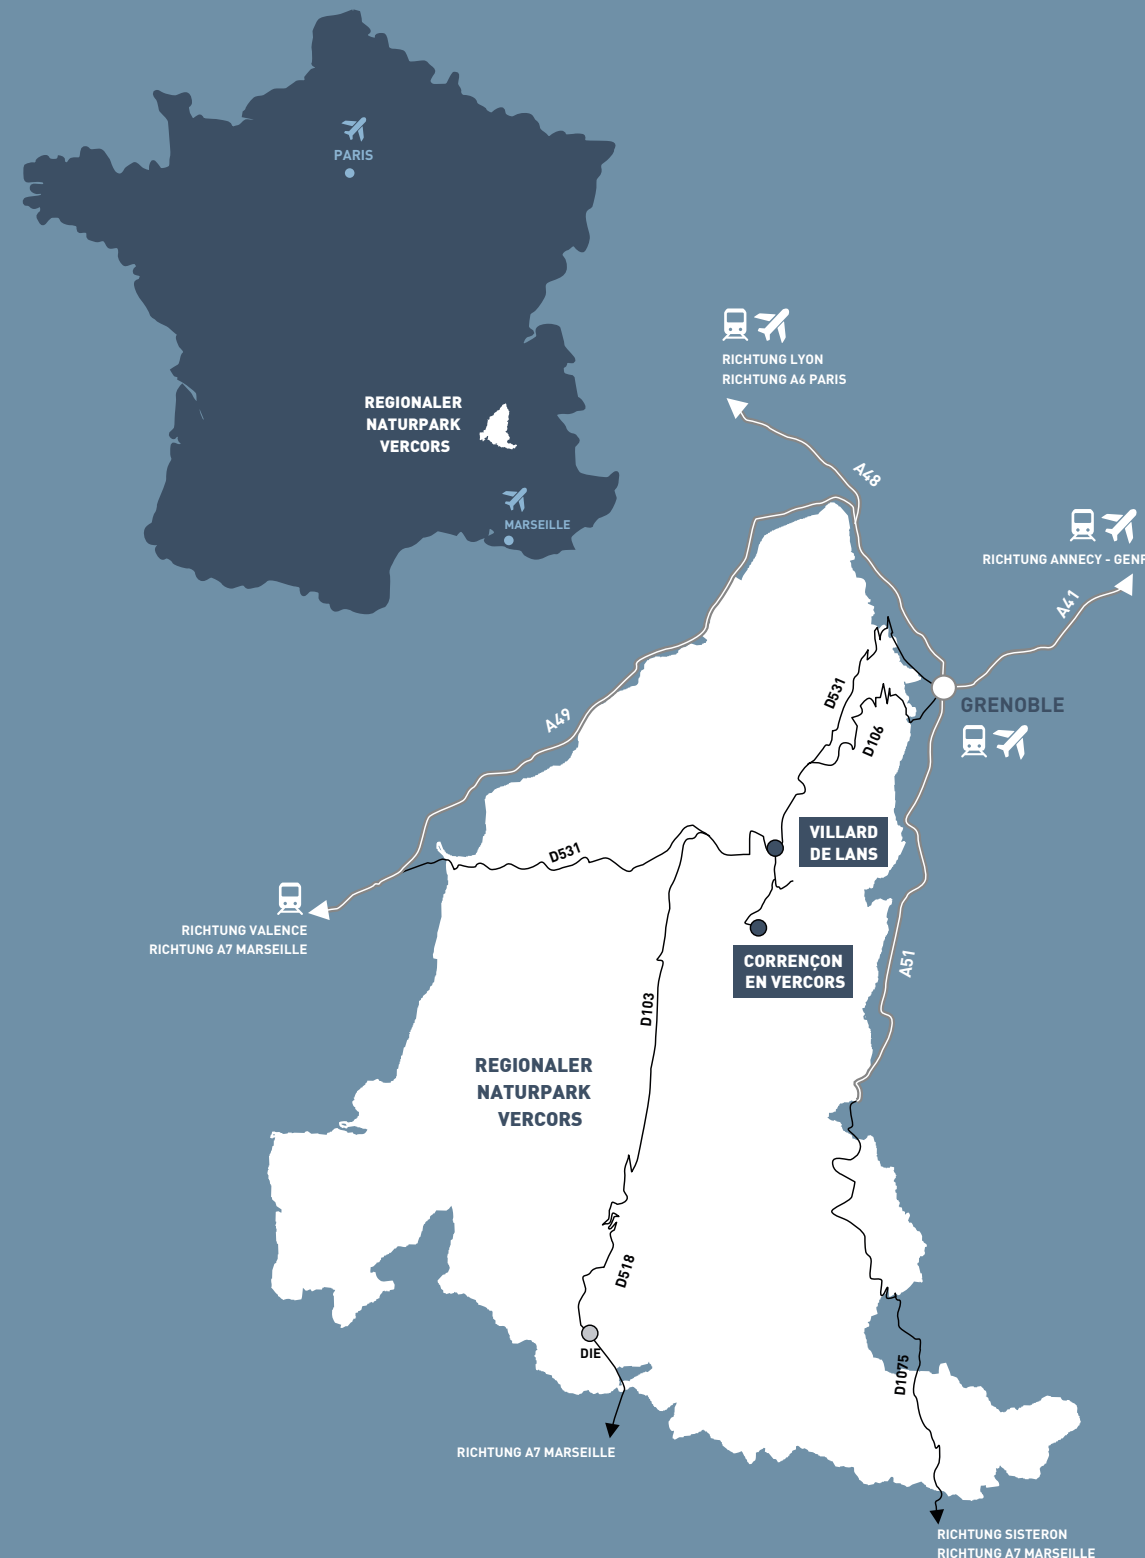 PARIS
REGIONALER
NATURPARK
VERCORS
MARSEILLE
RICHTUNG LYON
RICHTUNG A6 PARIS
A48
RICHTUNG ANNECY - GENF
A41
D531
GRENOBLE
A49
D106
VILLARD
DE LANS
D531
RICHTUNG VALENCE
RICHTUNG A7 MARSEILLE
CORRENÇON
EN VERCORS
A51
D103
REGIONALER
NATURPARK
VERCORS
D518
DIE
D1075
RICHTUNG A7 MARSEILLE
RICHTUNG SISTERON
RICHTUNG A7 MARSEILLE